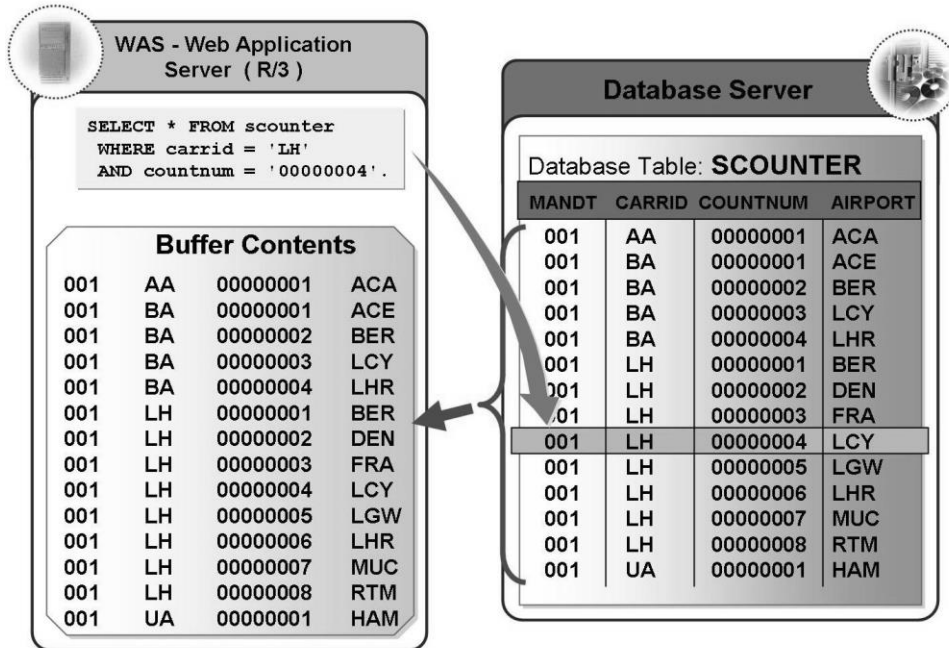 WAS - Web Application
Server ( R/3 )
SELECT * FROM scounter
WHERE carrid = 'LH'
AND countnum = '00000004'.
Buffer Contents
001 AA 00000001 ACA
001 BA 00000001 ACE
001 BA 00000002 BER
001 BA 00000003 LCY
001 BA 00000004 LHR
001 LH 00000001 BER
001 LH 00000002 DEN
001 LH 00000003 FRA
001 LH 00000004 LCY
001 LH 00000005 LGW
001 LH 00000006 LHR
001 LH 00000007 MUC
001 LH 00000008 RTM
001 UA 00000001 HAM
Database Server
Database Table: SCOUNTER
MANDT CARRID COUNTNUM AIRPORT
001 AA 00000001 ACA
001 BA 00000001 ACE
001 BA 00000002 BER
001 BA 00000003 LCY
001 BA 00000004 LHR
001 LH 00000001 BER
001 LH 00000002 DEN
001 LH 00000003 FRA
001 LH 00000004 LCY
001 LH 00000005 LGW
001 LH 00000006 LHR
001 LH 00000007 MUC
001 LH 00000008 RTM
001 UA 00000001 HAM